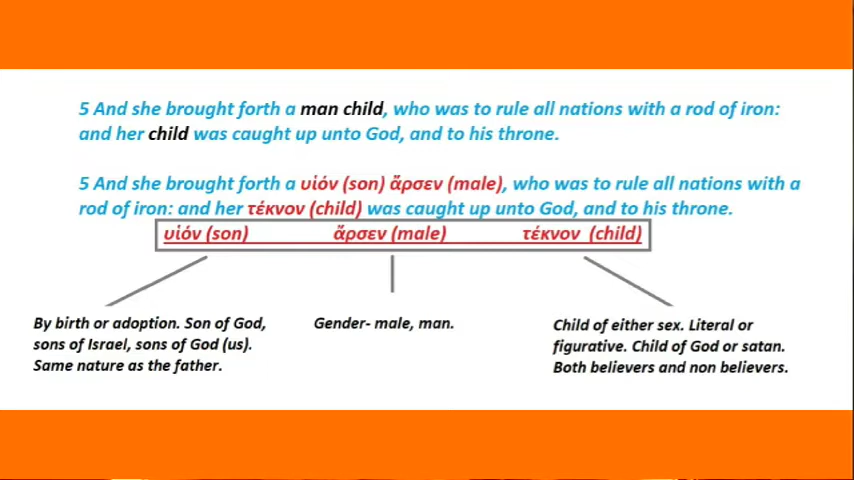 5 And she brought forth a man child, who was to rule all nations with a rod of iron:
and her child was caught up unto God, and to his throne.
5 And she brought forth a υἱόν (son) ἄρσεν (male), who was to rule all nations with a
rod of iron: and her τέκνον (child) was caught up unto God, and to his throne.
υἱόν (son) ἄρσεν (male) τέκνον (child)
By birth or adoption. Son of God,
sons of Israel, sons of God (us).
Same nature as the father.
Gender- male, man.
Child of either sex. Literal or
figurative. Child of God or satan.
Both believers and non believers.